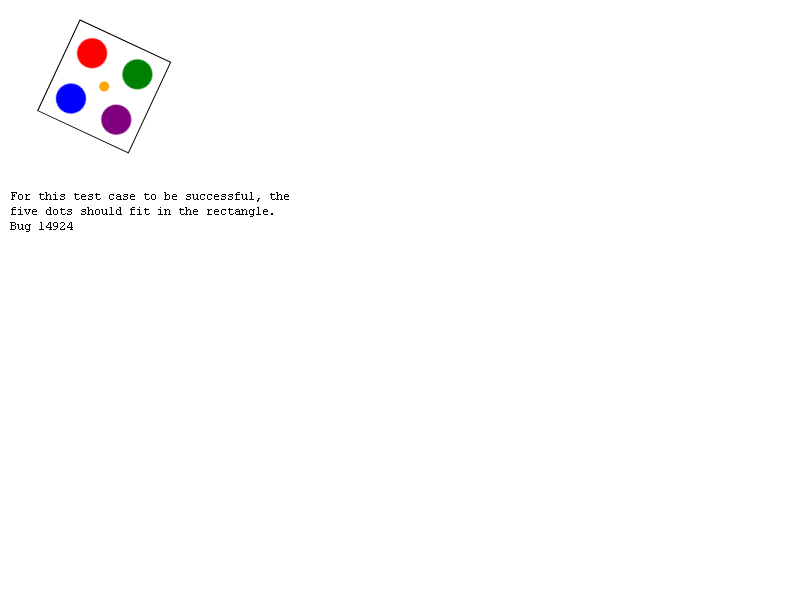 For this test case to be successful, the
five dots should fit in the rectangle.
Bug 14924